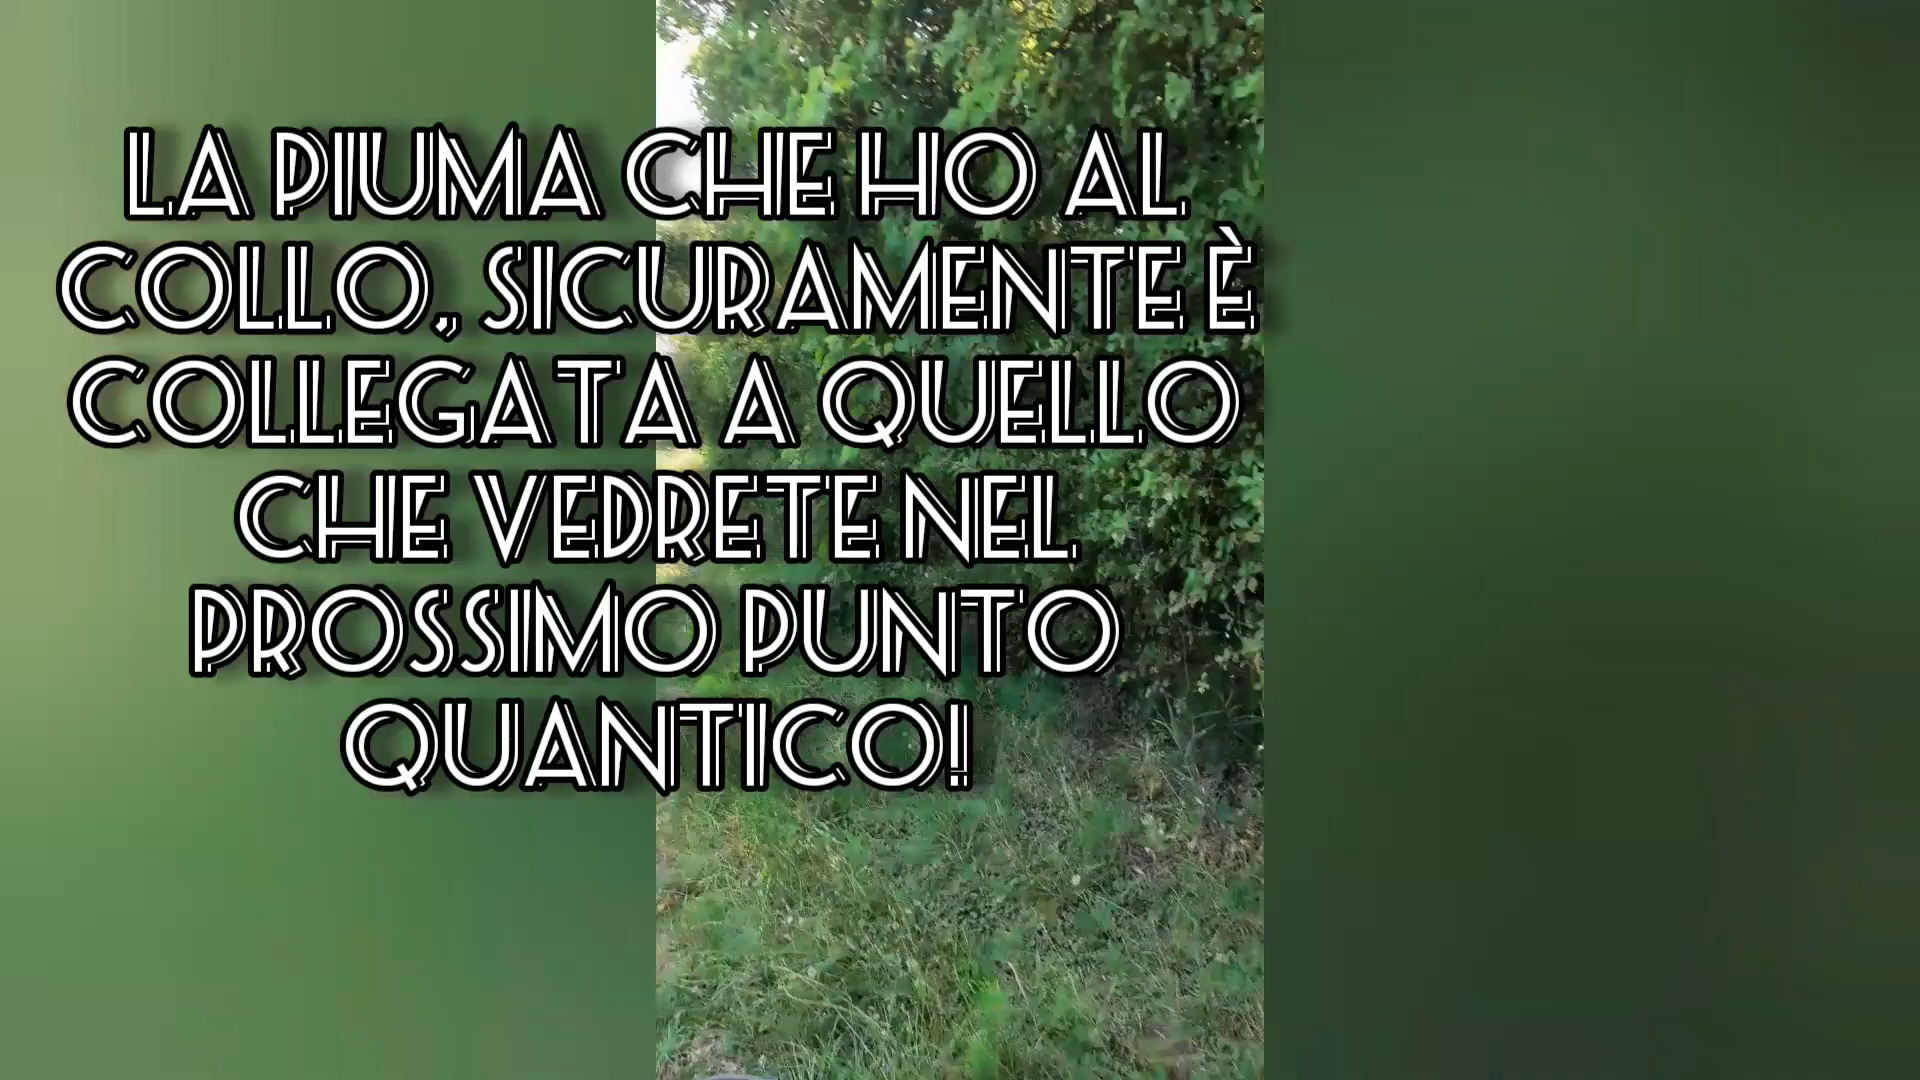 LA PIUMA CHE HO AL
COLLO, SICURAMENTE È
COLLEGATA A QUELLO
CHE VEDRETE NEL
PROSSIMO PUNTO
QUANTICO!